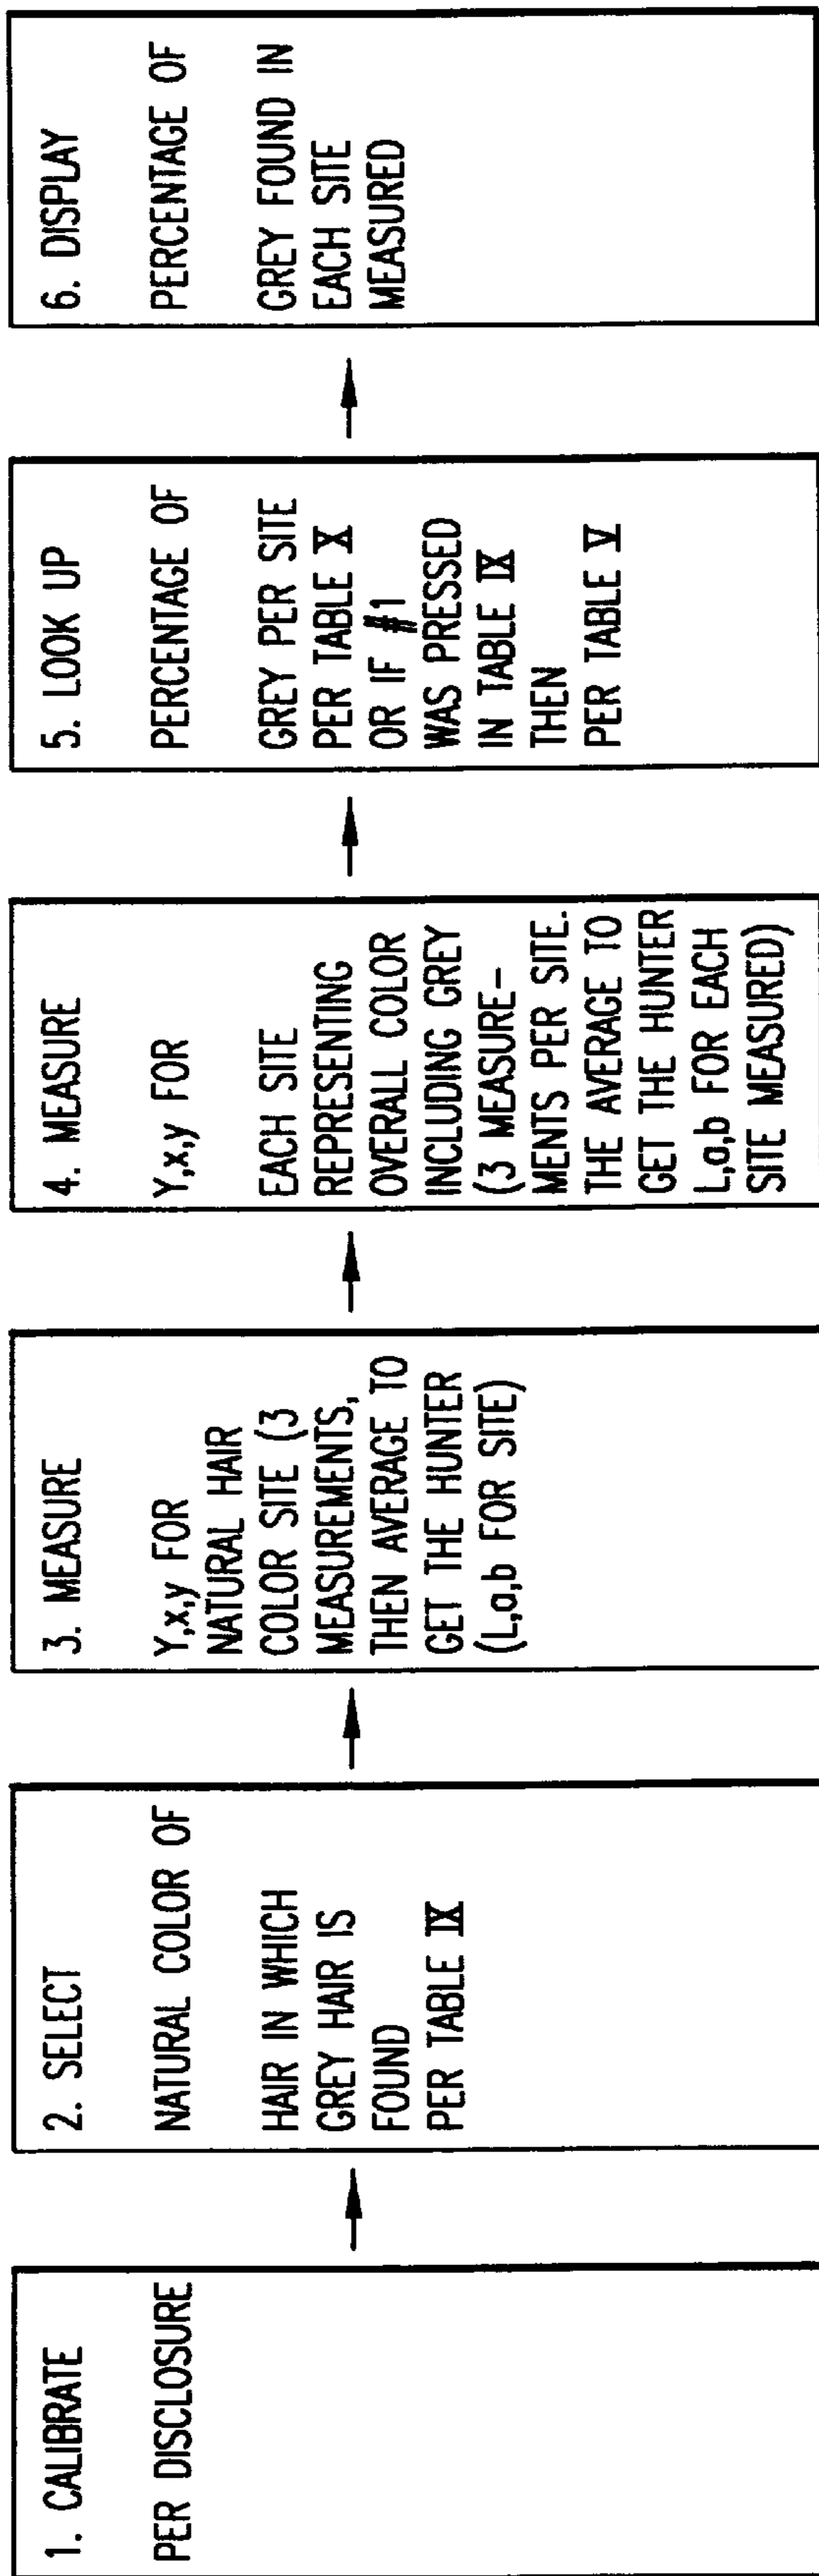 1. CALIBRATE
PER DISCLOSURE
2. SELECT
NATURAL COLOR OF
HAIR IN WHICH
GREY HAIR IS
FOUND
PER TABLE IX
3. MEASURE
Y,x,y FOR
NATURAL HAIR
COLOR SITE (3
MEASUREMENTS,
THEN AVERAGE TO
GET THE HUNTER
(L,a,b FOR SITE)
4. MEASURE
Y,x,y FOR
EACH SITE
REPRESENTING
OVERALL COLOR
INCLUDING GREY
(3 MEASURE-
MENTS PER SITE.
THE AVERAGE TO
GET THE HUNTER
L,a,b FOR EACH
SITE MEASURED)
5. LOOK UP
PERCENTAGE OF
GREY PER SITE
PER TABLE X
OR IF #1
WAS PRESSED
IN TABLE IX
THEN
PER TABLE V
6. DISPLAY
PERCENTAGE OF
GREY FOUND IN
EACH SITE
MEASURED